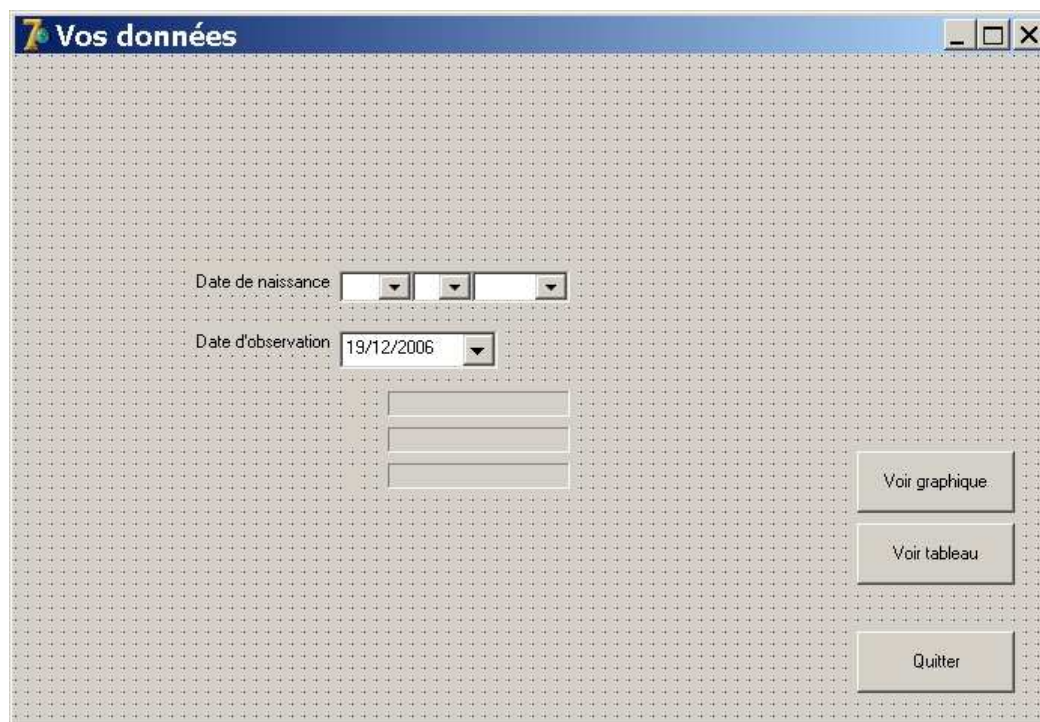 Vos données
Date de naissance
Date d'observation 19/12/2006
Voir graphique
Voir tableau
Quitter